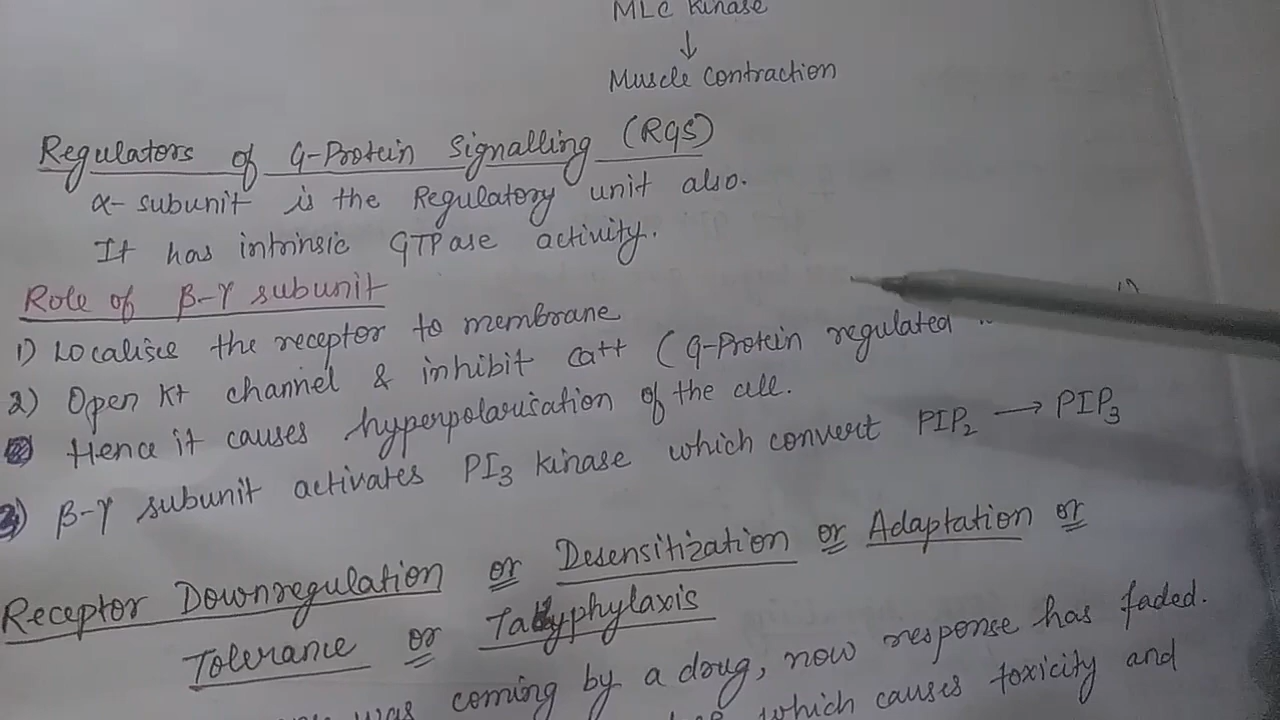 MLC Kinase
↓
Muscle Contraction
Regulators of G-Protein Signalling (RGS)
α-subunit is the Regulatory unit also.
It has intrinsic GTPase activity.
Role of β-γ subunit
1) Localise the receptor to membrane
2) Open K+ channel & inhibit Ca++ (G-Protein regulated
Hence it causes hyperpolarisation of the cell.
3) β-γ subunit activates PI3 kinase which convert PIP2 → PIP3
Receptor Downregulation or Desensitization or Adaptation or
Tolerance or Tachyphylaxis
was coming by a drug, now response has faded.
which causes toxicity and